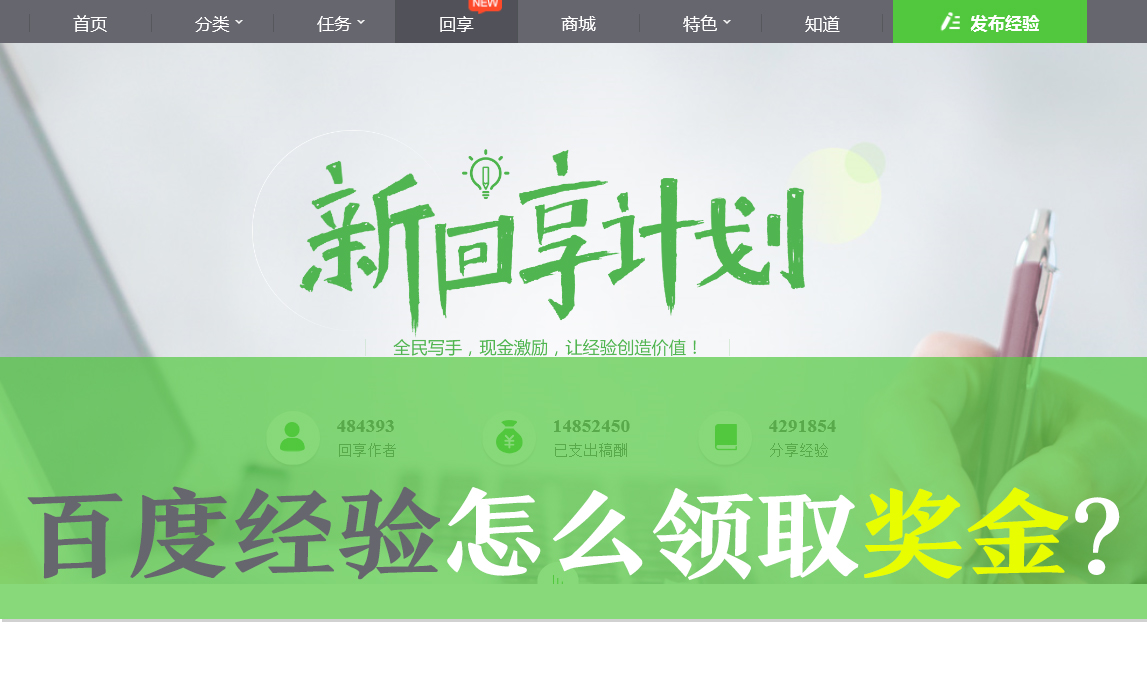 首页 分类 任务 回享 NEW 商城 特色 知道 发布经验
新回享计划
全民写手，现金激励，让经验创造价值！
484393 14852450 4291854
回享作者 已支出稿酬 分享经验
百度经验怎么领取奖金？